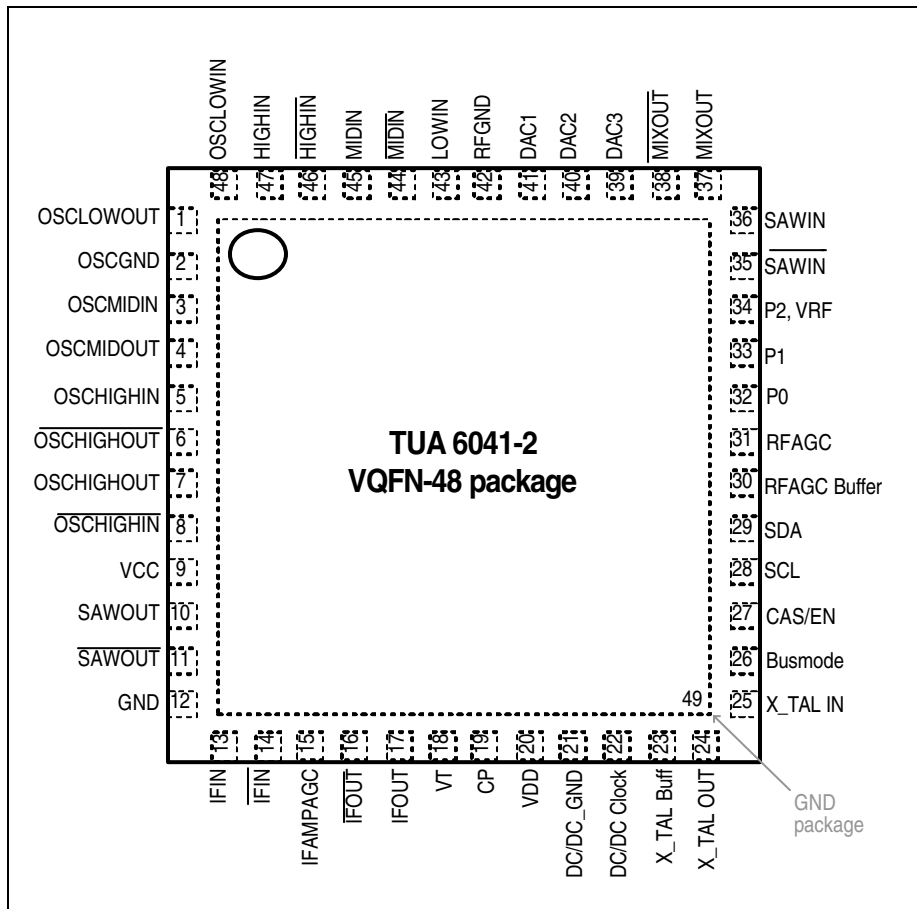 OSCLOWIN
HIGHIN
HIGHIN
MIDIN
MIDIN
LOWIN
RFGND
DAC1
DAC2
DAC3
MIXOUT
MIXOUT
48
47
46
45
44
43
42
41
40
39
38
37
OSCLOWOUT 1
OSCGND 2
OSCMIDIN 3
OSCMIDOUT 4
OSCHIGHIN 5
OSCHIGHOUT 6
OSCHIGHOUT 7
OSCHIGHIN 8
VCC 9
SAWOUT 10
SAWOUT 11
GND 12
TUA 6041-2
VQFN-48 package
36 SAWIN
35 SAWIN
34 P2, VRF
33 P1
32 P0
31 RFAGC
30 RFAGC Buffer
29 SDA
28 SCL
27 CAS/EN
26 Busmode
25 X_TAL IN
49
13
14
15
16
17
18
19
20
21
22
23
24
IFIN
IFIN
IFAMPAGC
IFOUT
IFOUT
VT
CP
VDD
DC/DC_GND
DC/DC Clock
X_TAL Buff
X_TAL OUT
GND
package